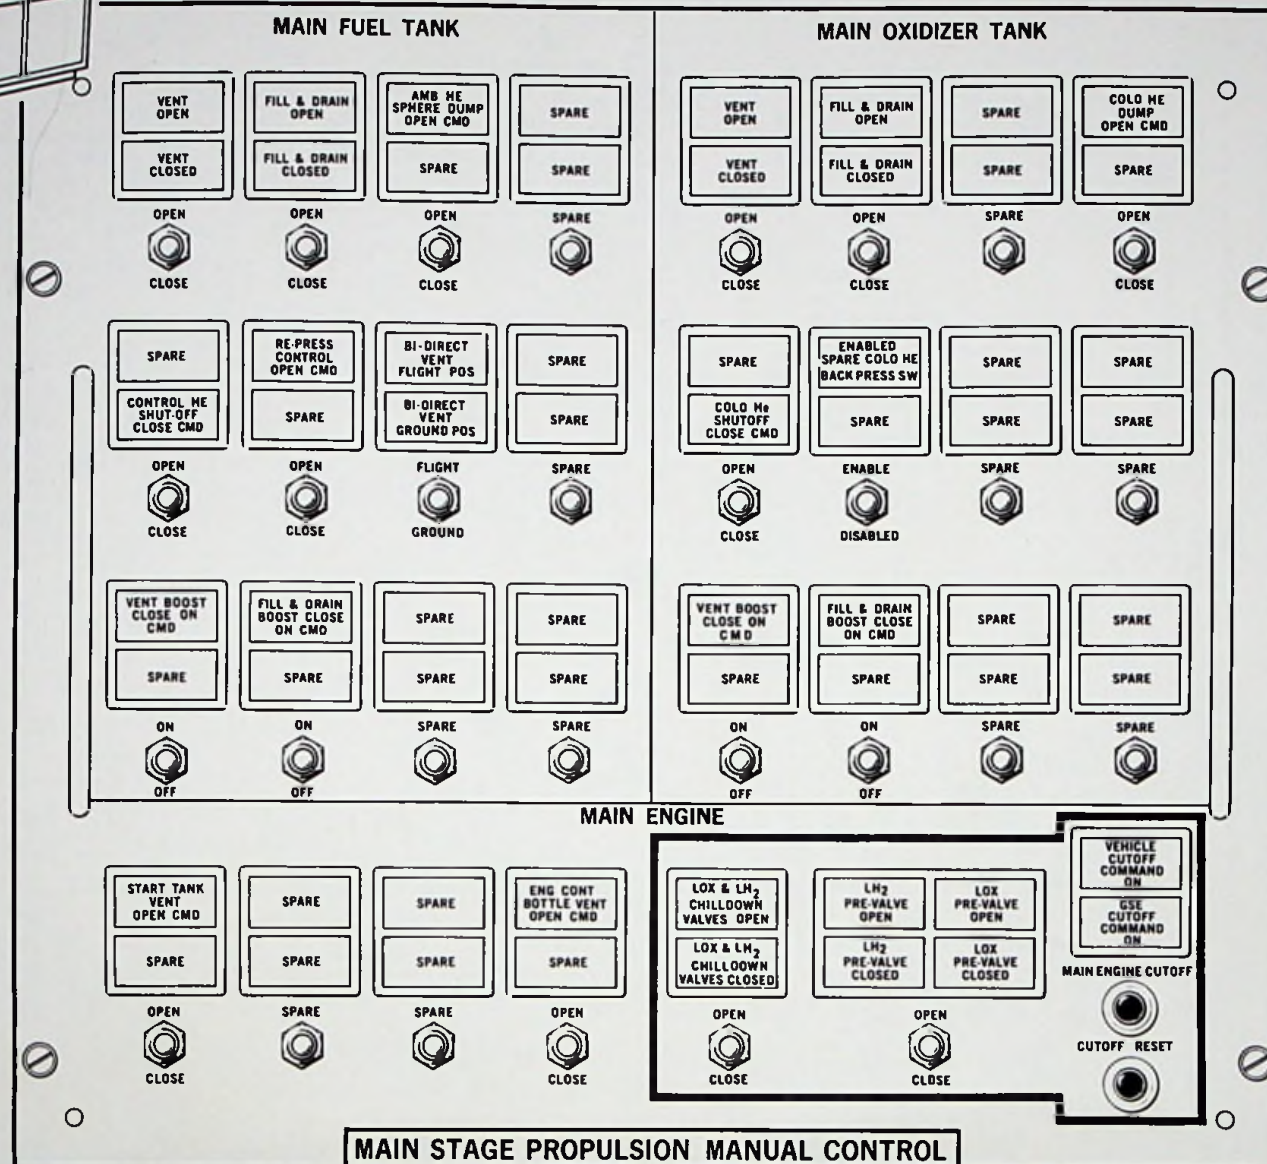 MAIN FUEL TANK
MAIN OXIDIZER TANK
VENT
OPEN
VENT
CLOSED
OPEN
CLOSE
FILL & DRAIN
OPEN
FILL & DRAIN
CLOSED
OPEN
CLOSE
AMB HE
SPHERE DUMP
OPEN CMD
SPARE
OPEN
CLOSE
SPARE
SPARE
SPARE
VENT
OPEN
VENT
CLOSED
OPEN
CLOSE
FILL & DRAIN
OPEN
FILL & DRAIN
CLOSED
OPEN
CLOSE
SPARE
SPARE
SPARE
COLD HE
DUMP
OPEN CMD
SPARE
OPEN
CLOSE
SPARE
CONTROL HE
SHUT-OFF
CLOSE CMD
OPEN
CLOSE
RE-PRESS
CONTROL
OPEN CMD
SPARE
OPEN
CLOSE
BI-DIRECT
VENT
FLIGHT POS
BI-DIRECT
VENT
GROUND POS
FLIGHT
GROUND
SPARE
SPARE
SPARE
SPARE
COLD He
SHUTOFF
CLOSE CMD
OPEN
CLOSE
ENABLED
SPARE COLD HE
BACK PRESS SW
SPARE
ENABLE
DISABLED
SPARE
SPARE
SPARE
SPARE
SPARE
SPARE
VENT BOOST
CLOSE ON
CMD
SPARE
ON
OFF
FILL & DRAIN
BOOST CLOSE
ON CMD
SPARE
ON
OFF
SPARE
SPARE
SPARE
SPARE
SPARE
SPARE
VENT BOOST
CLOSE ON
CMD
SPARE
ON
OFF
FILL & DRAIN
BOOST CLOSE
ON CMD
SPARE
ON
OFF
SPARE
SPARE
SPARE
SPARE
SPARE
SPARE
MAIN ENGINE
START TANK
VENT
OPEN CMD
SPARE
OPEN
CLOSE
SPARE
SPARE
SPARE
SPARE
SPARE
SPARE
ENG CONT
BOTTLE VENT
OPEN CMD
SPARE
OPEN
CLOSE
LOX & LH2
CHILLDOWN
VALVES OPEN
LOX & LH2
CHILLDOWN
VALVES CLOSED
OPEN
CLOSE
LH2
PRE-VALVE
OPEN
LOX
PRE-VALVE
OPEN
LH2
PRE-VALVE
CLOSED
LOX
PRE-VALVE
CLOSED
OPEN
CLOSE
VEHICLE
CUTOFF
COMMAND
ON
GSE
CUTOFF
COMMAND
ON
MAIN ENGINE CUTOFF
CUTOFF RESET
MAIN STAGE PROPULSION MANUAL CONTROL